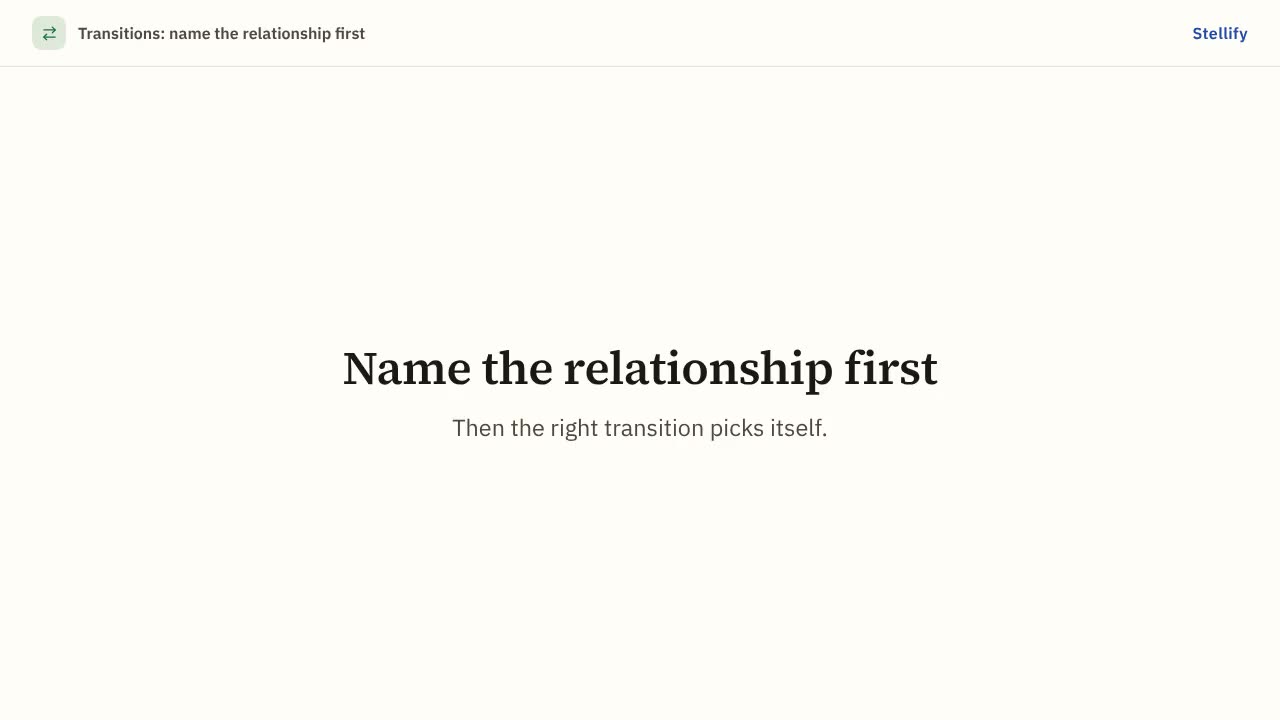 Transitions: name the relationship first
Stellify
Name the relationship first
Then the right transition picks itself.